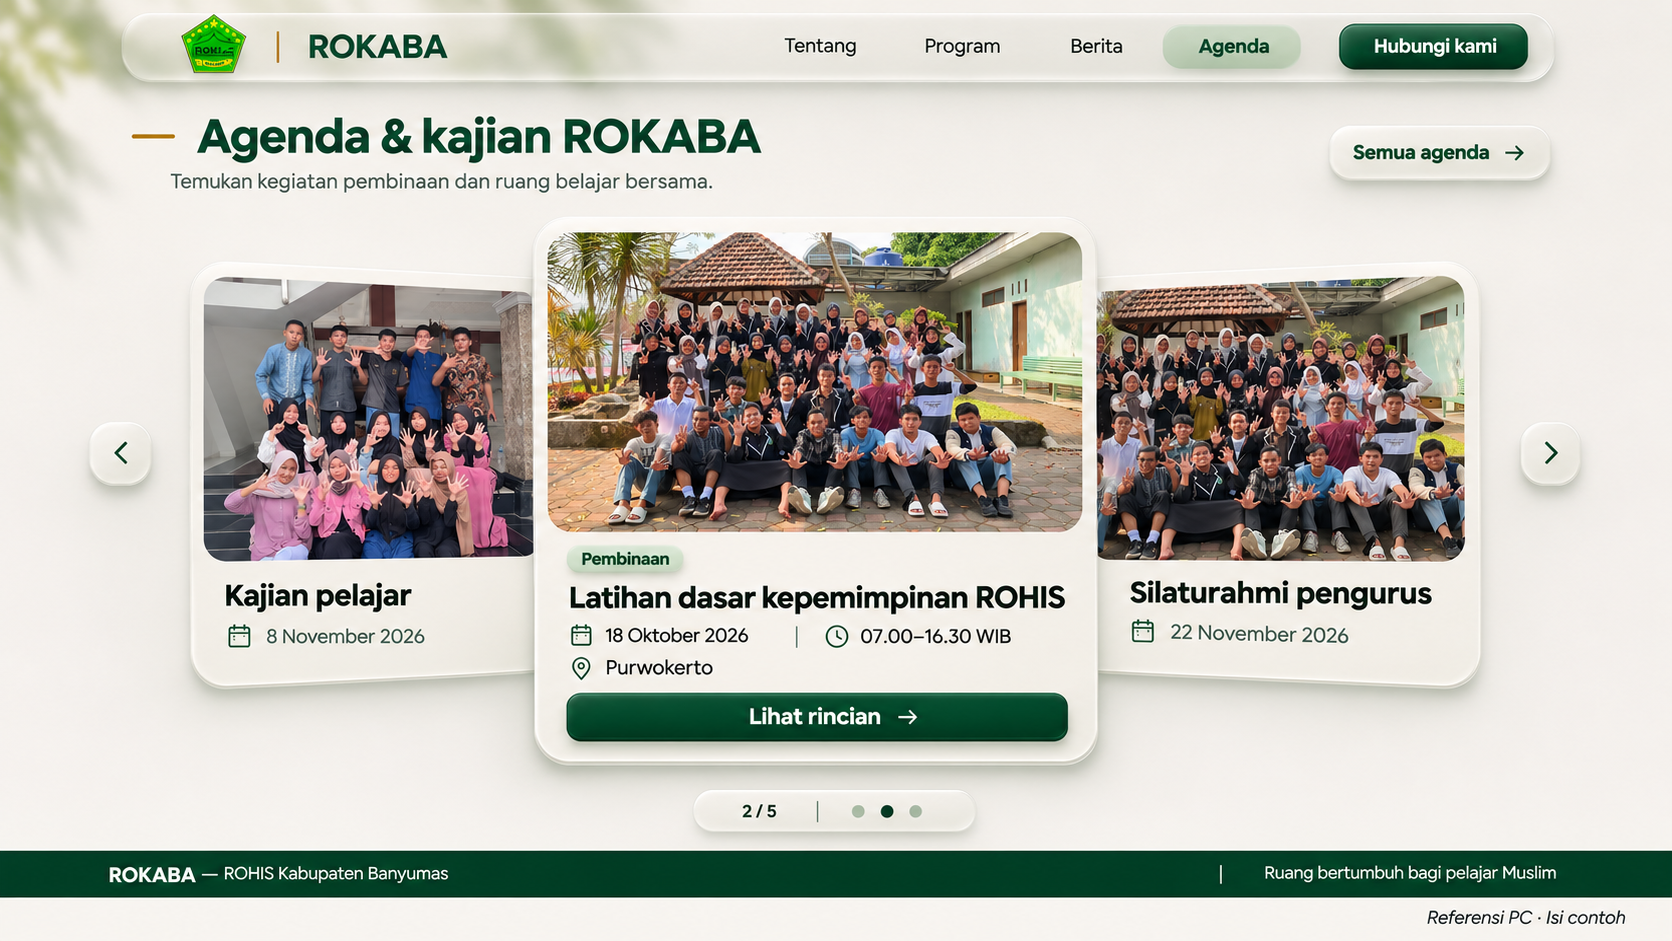 ROKABA
Tentang
Program
Berita
Agenda
Hubungi kami
Agenda & kajian ROKABA
Temukan kegiatan pembinaan dan ruang belajar bersama.
Semua agenda →
Kajian pelajar
8 November 2026
Pembinaan
Latihan dasar kepemimpinan ROHIS
18 Oktober 2026 | 07.00–16.30 WIB
Purwokerto
Lihat rincian →
Silaturahmi pengurus
22 November 2026
2 / 5
ROKABA — ROHIS Kabupaten Banyumas
| Ruang bertumbuh bagi pelajar Muslim
Referensi PC · Isi contoh